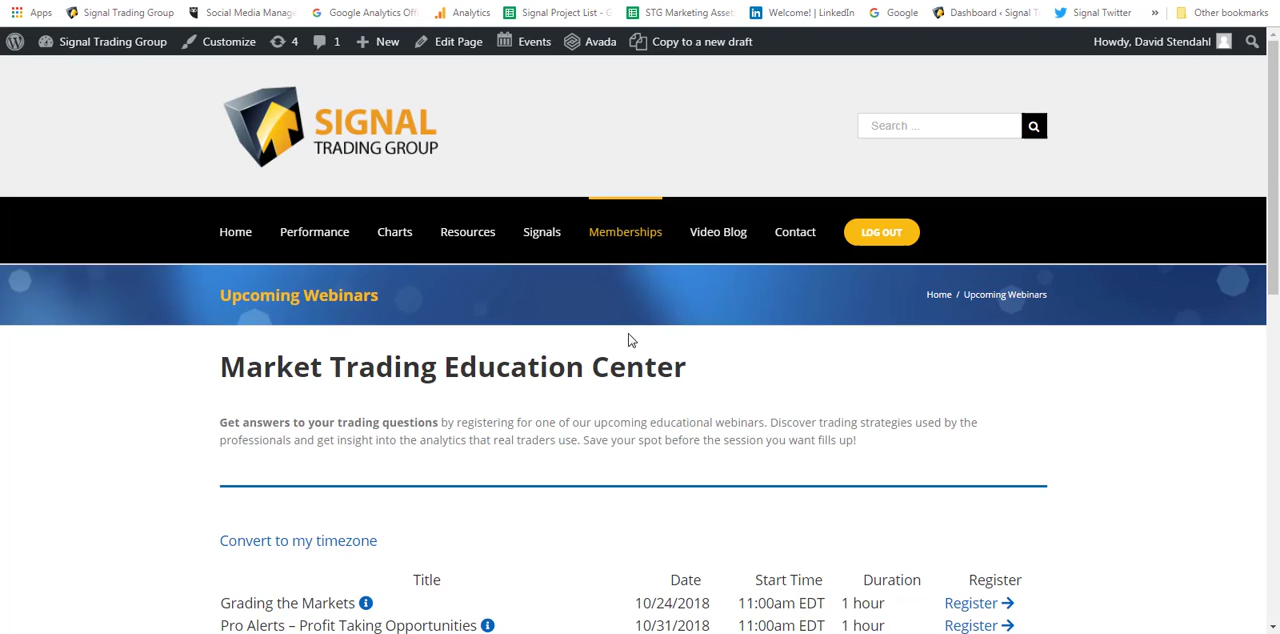 Apps Signal Trading Group Social Media Manage Google Analytics Offi Analytics Signal Project List - G STG Marketing Asset Welcome! | LinkedIn Google Dashboard ‹ Signal T Signal Twitter » Other bookmarks
Signal Trading Group Customize 4 1 New Edit Page Events Avada Copy to a new draft Howdy, David Stendahl
SIGNAL
TRADING GROUP
Search ...
Home Performance Charts Resources Signals Memberships Video Blog Contact LOG OUT
Upcoming Webinars Home / Upcoming Webinars
Market Trading Education Center
Get answers to your trading questions by registering for one of our upcoming educational webinars. Discover trading strategies used by the
professionals and get insight into the analytics that real traders use. Save your spot before the session you want fills up!
Convert to my timezone
Title Date Start Time Duration Register
Grading the Markets 10/24/2018 11:00am EDT 1 hour Register
Pro Alerts – Profit Taking Opportunities 10/31/2018 11:00am EDT 1 hour Register